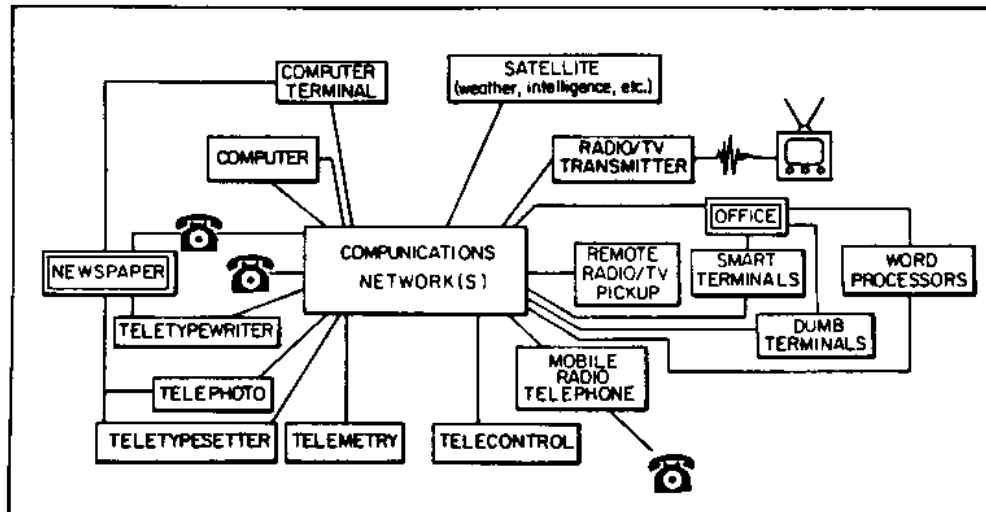 COMPUTER
TERMINAL
SATELLITE
(weather, intelligence, etc.)
COMPUTER
RADIO/TV
TRANSMITTER
OFFICE
NEWSPAPER
COMPUNICATIONS
NETWORK(S)
REMOTE
RADIO/TV
PICKUP
SMART
TERMINALS
WORD
PROCESSORS
TELETYPEWRITER
DUMB
TERMINALS
MOBILE
RADIO
TELEPHONE
TELEPHOTO
TELETYPESETTER
TELEMETRY
TELECONTROL